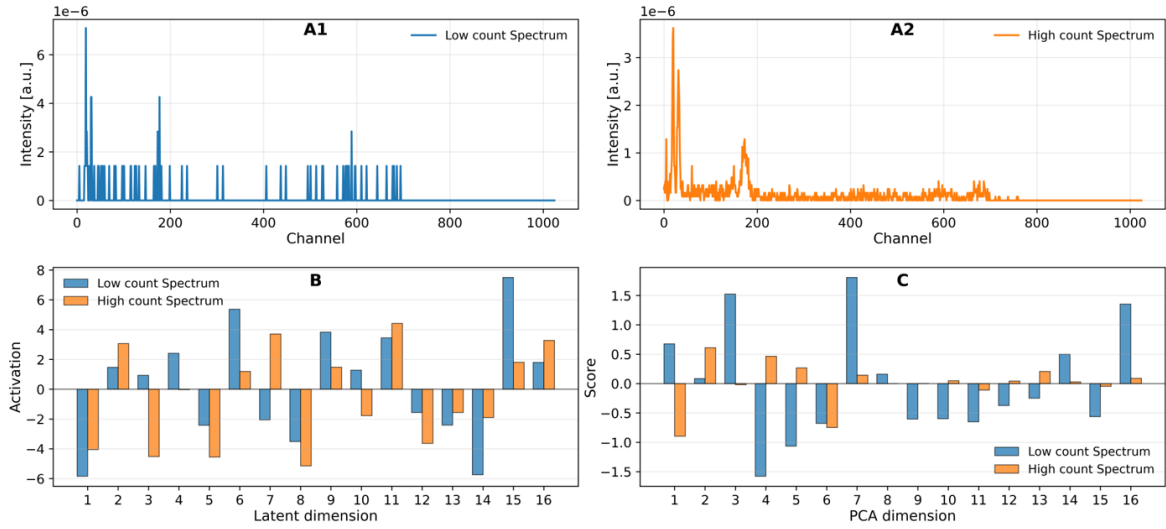 1e−6
A1
Low count Spectrum
Intensity [a.u.]
6
4
2
0
0 200 400 600 800 1000
Channel
1e−6
A2
High count Spectrum
Intensity [a.u.]
3
2
1
0
0 200 400 600 800 1000
Channel
B
Low count Spectrum
High count Spectrum
Activation
8
6
4
2
0
−2
−4
−6
1 2 3 4 5 6 7 8 9 10 11 12 13 14 15 16
Latent dimension
C
Low count Spectrum
High count Spectrum
Score
1.5
1.0
0.5
0.0
−0.5
−1.0
−1.5
1 2 3 4 5 6 7 8 9 10 11 12 13 14 15 16
PCA dimension